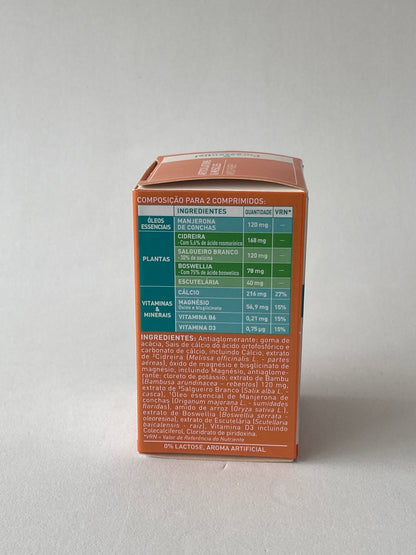 Puressentiel
COMPOSIÇÃO PARA 2 COMPRIMIDOS:
INGREDIENTES QUANTIDADE VRN*
ÓLEOS ESSENCIAIS MANJERONA DE CONCHAS 120 mg —
PLANTAS CIDREIRA - Com 5,6% de ácido rosmarínico 168 mg —
SALGUEIRO BRANCO - 30% de salicina 120 mg —
BOSWELLIA - Com 75% de ácido boswelico 78 mg —
ESCUTELÁRIA 40 mg —
VITAMINAS & MINERAIS CÁLCIO 216 mg 27%
MAGNÉSIO Óxido e bisglicinato 56,9 mg 15%
VITAMINA B6 0,21 mg 15%
VITAMINA D3 0,75 µg 15%
INGREDIENTES: Antiaglomerante: goma de
acácia, Sais de cálcio do ácido ortofosfórico e
carbonato de cálcio, incluindo Cálcio, extrato
de °Cidreira (Melissa officinalis L. - partes
aéreas), óxido de magnésio e bisglicinato de
magnésio, incluindo Magnésio, antiaglome-
rante: cloreto de potássio; extrato de Bambu
(Bambusa arundinacea - rebentos) 120 mg,
extrato de °Salgueiro Branco (Salix alba L. -
casca), °Óleo essencial de Manjerona de
conchas (Origanum majorana L. - sumidades
floridas), amido de arroz (Oryza sativa L.),
extrato de Boswellia (Boswellia serrata -
oleoresina), extrato de Escutelária (Scutellaria
baicalensis - raiz), Vitamina D3 incluindo
Colecalciferol, Cloridrato de piridoxina.
*VRN = Valor de Referência do Nutriente
0% LACTOSE, AROMA ARTIFICIAL